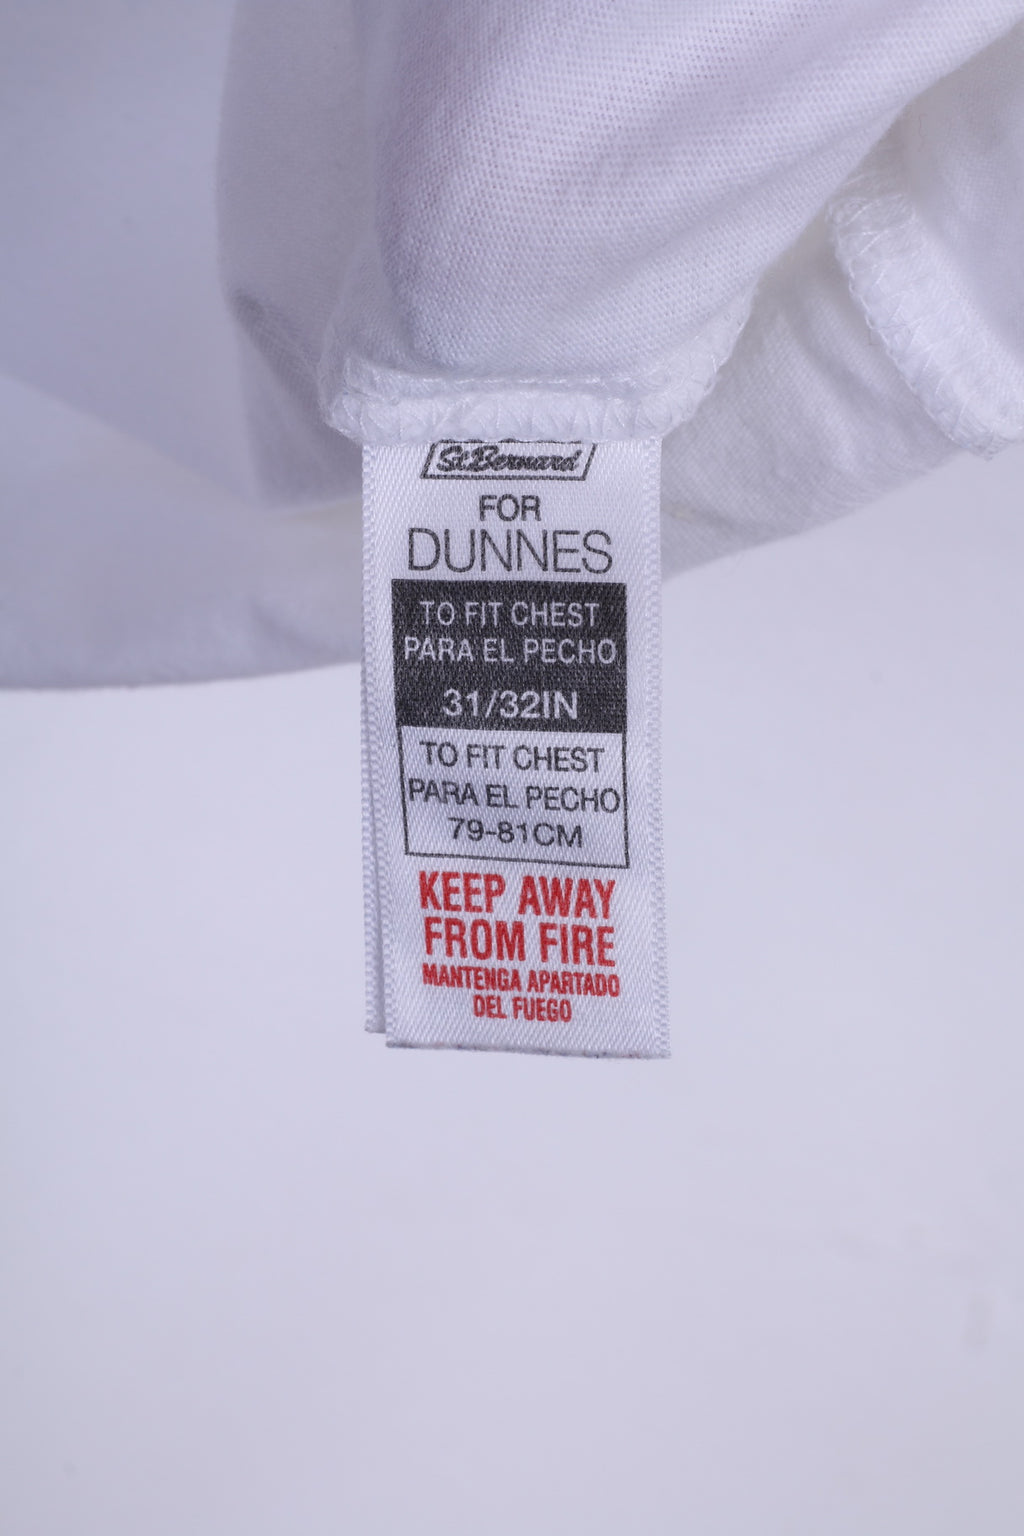 St.Bernard
FOR
DUNNES
TO FIT CHEST
PARA EL PECHO
31/32IN
TO FIT CHEST
PARA EL PECHO
79-81CM
KEEP AWAY
FROM FIRE
MANTENGA APARTADO
DEL FUEGO